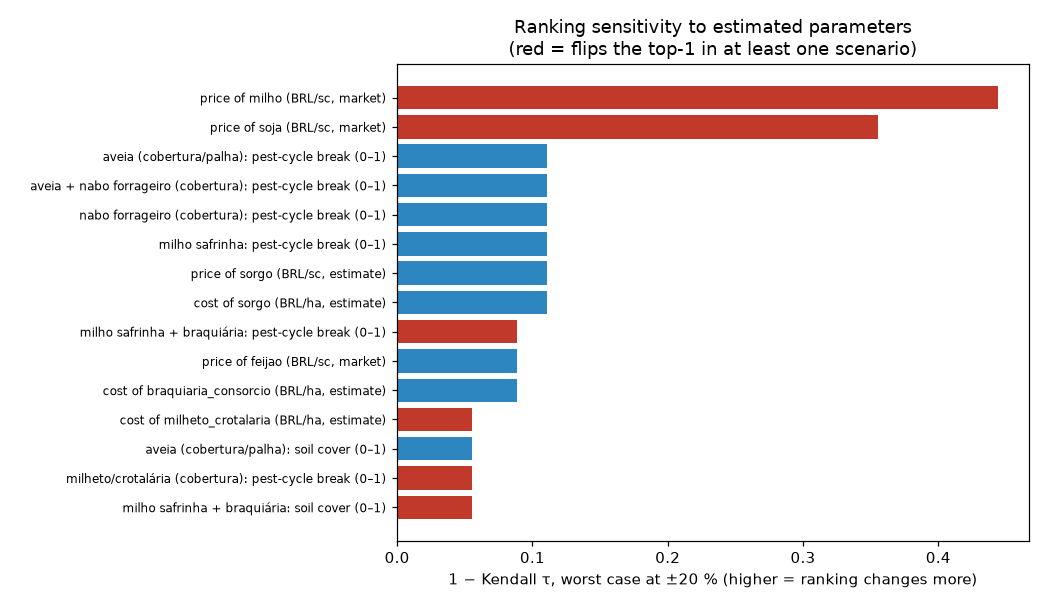 Ranking sensitivity to estimated parameters
(red = flips the top-1 in at least one scenario)
price of milho (BRL/sc, market)
price of soja (BRL/sc, market)
aveia (cobertura/palha): pest-cycle break (0–1)
aveia + nabo forrageiro (cobertura): pest-cycle break (0–1)
nabo forrageiro (cobertura): pest-cycle break (0–1)
milho safrinha: pest-cycle break (0–1)
price of sorgo (BRL/sc, estimate)
cost of sorgo (BRL/ha, estimate)
milho safrinha + braquiária: pest-cycle break (0–1)
price of feijao (BRL/sc, market)
cost of braquiaria_consorcio (BRL/ha, estimate)
cost of milheto_crotalaria (BRL/ha, estimate)
aveia (cobertura/palha): soil cover (0–1)
milheto/crotalária (cobertura): pest-cycle break (0–1)
milho safrinha + braquiária: soil cover (0–1)
0.0 0.1 0.2 0.3 0.4
1 − Kendall τ, worst case at ±20 % (higher = ranking changes more)